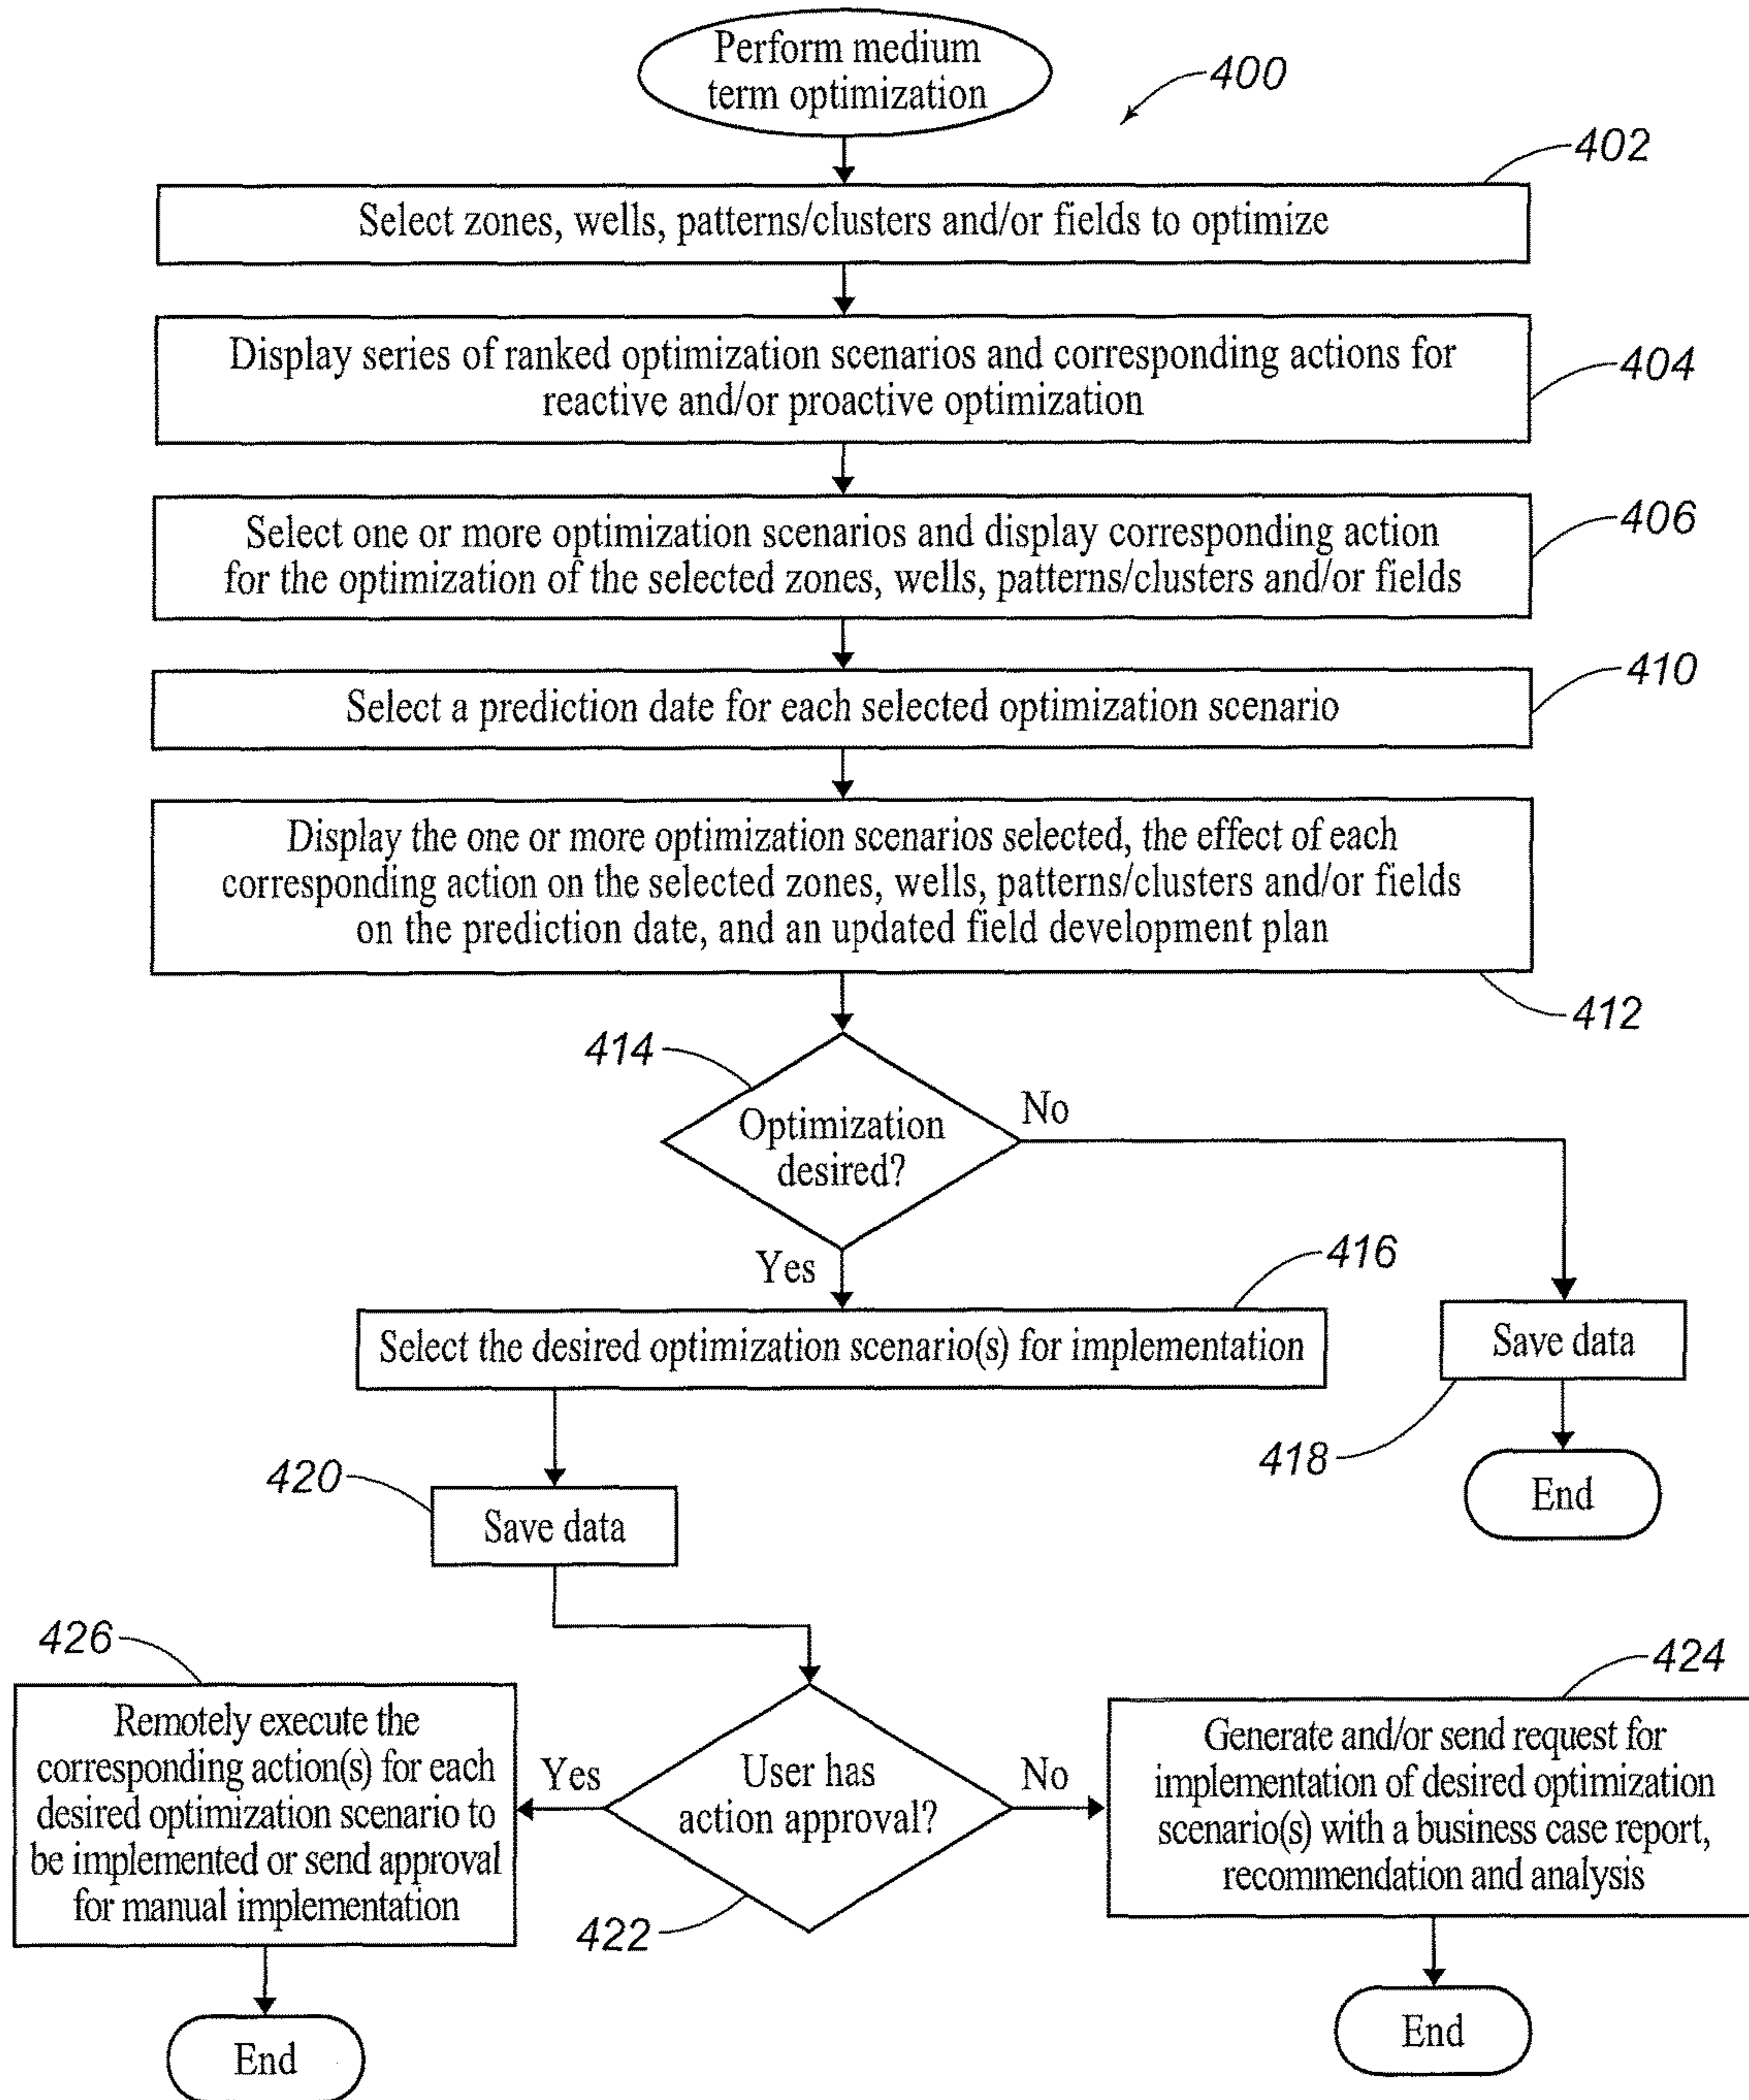 Perform medium
term optimization
400
402
Select zones, wells, patterns/clusters and/or fields to optimize
Display series of ranked optimization scenarios and corresponding actions for
reactive and/or proactive optimization
404
Select one or more optimization scenarios and display corresponding action
for the optimization of the selected zones, wells, patterns/clusters and/or fields
406
Select a prediction date for each selected optimization scenario
410
Display the one or more optimization scenarios selected, the effect of each
corresponding action on the selected zones, wells, patterns/clusters and/or fields
on the prediction date, and an updated field development plan
412
414
Optimization
desired?
No
Yes
416
Select the desired optimization scenario(s) for implementation
Save data
418
End
420
Save data
426
Remotely execute the
corresponding action(s) for each
desired optimization scenario to
be implemented or send approval
for manual implementation
Yes
User has
action approval?
No
422
424
Generate and/or send request for
implementation of desired optimization
scenario(s) with a business case report,
recommendation and analysis
End
End